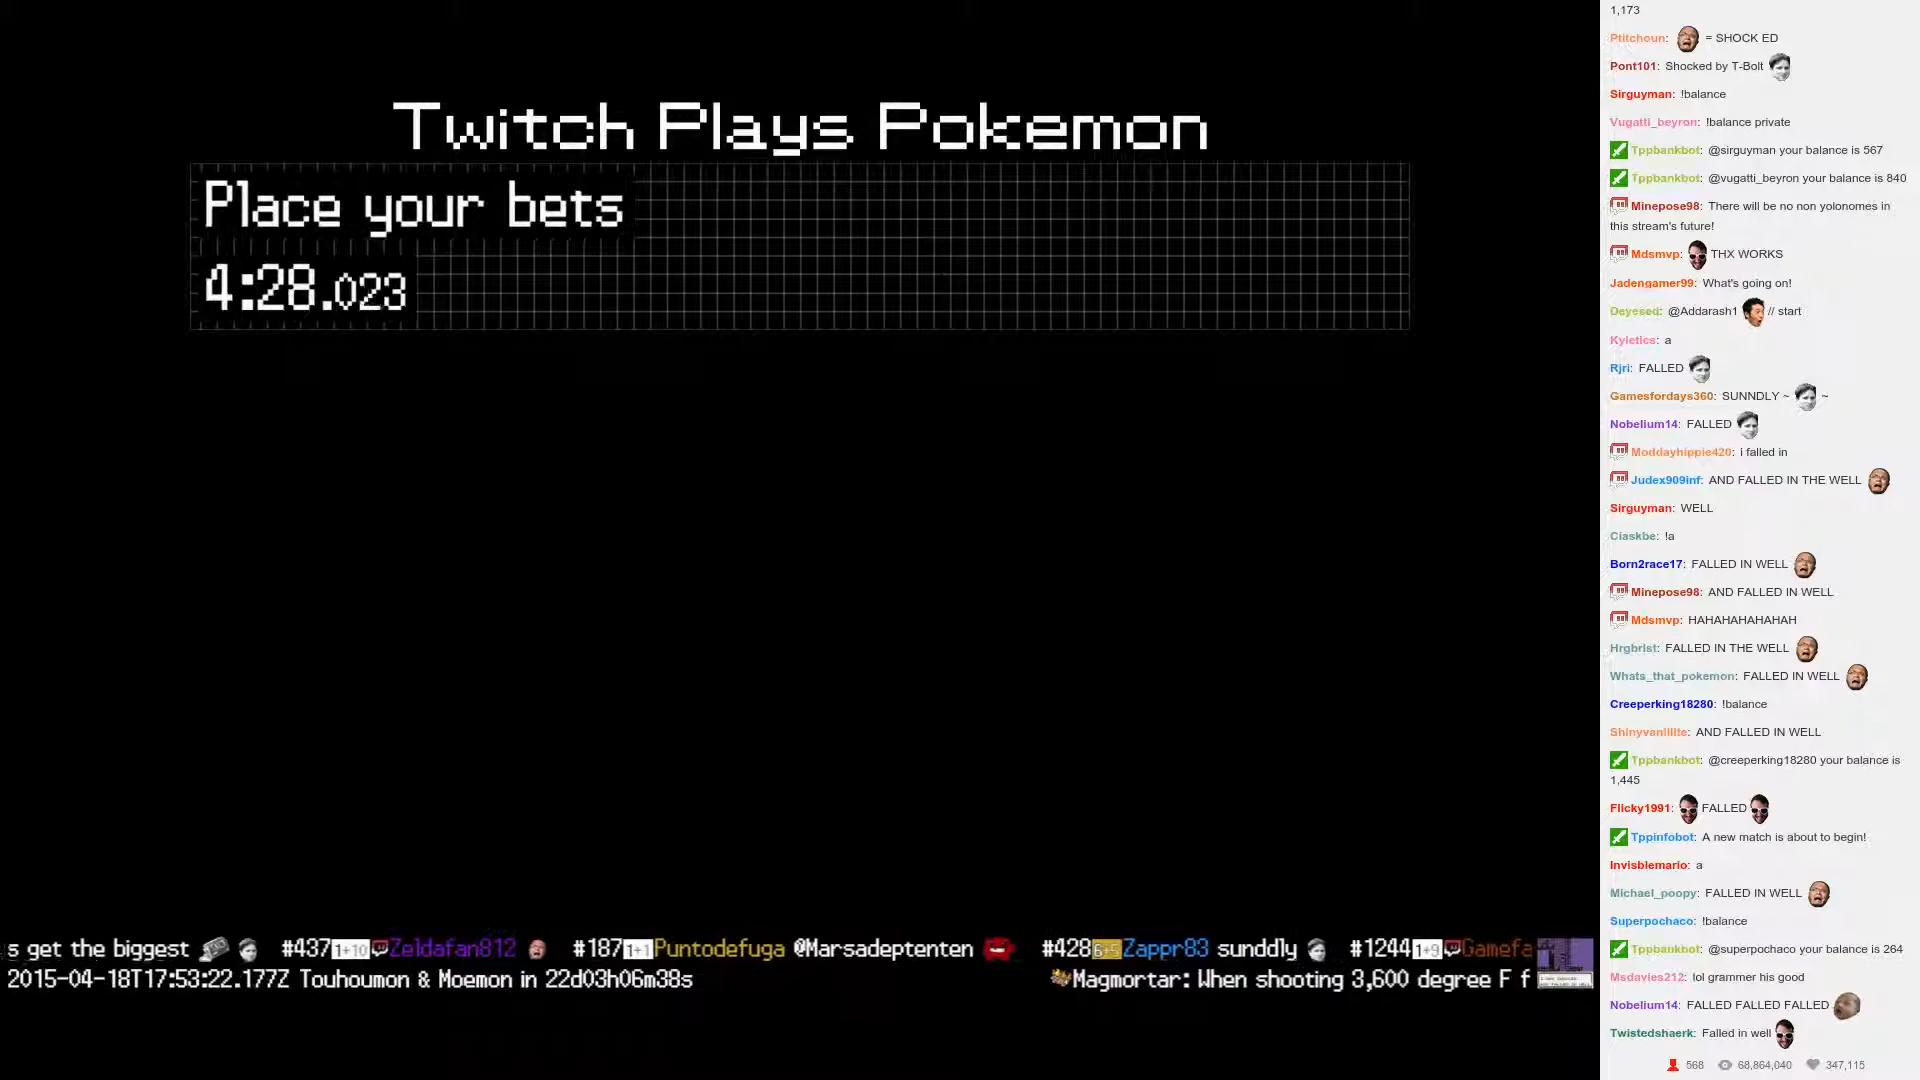 Twitch Plays Pokemon
Place your bets
4:28.023
s get the biggest #437 1+10 Zeldafan812 #187 1+1 Puntodefuga @Marsadeptenten #428 6+5 Zappr83 sunddly #1244 1+9 Gamefa
2015-04-18T17:53:22.177Z Touhoumon & Moemon in 22d03h06m38s Magmortar: When shooting 3,600 degree F f
1,173
Ptitchoun: = SHOCK ED
Pont101: Shocked by T-Bolt
Sirguyman: !balance
Vugatti_beyron: !balance private
Tppbankbot: @sirguyman your balance is 567
Tppbankbot: @vugatti_beyron your balance is 840
Minepose98: There will be no non yolonomes in
this stream's future!
Mdsmvp: THX WORKS
Jadengamer99: What's going on!
Deyesed: @Addarash1 // start
Kyletics: a
Rjri: FALLED
Gamesfordays360: SUNNDLY ~ ~
Nobelium14: FALLED
Moddayhippie420: i falled in
Judex909inf: AND FALLED IN THE WELL
Sirguyman: WELL
Ciaskbe: !a
Born2race17: FALLED IN WELL
Minepose98: AND FALLED IN WELL
Mdsmvp: HAHAHAHAHAHAH
Hrgbrist: FALLED IN THE WELL
Whats_that_pokemon: FALLED IN WELL
Creeperking18280: !balance
Shinyvanillite: AND FALLED IN WELL
Tppbankbot: @creeperking18280 your balance is
1,445
Flicky1991: FALLED
Tppinfobot: A new match is about to begin!
Invisblemario: a
Michael_poopy: FALLED IN WELL
Superpochaco: !balance
Tppbankbot: @superpochaco your balance is 264
Msdavies212: lol grammer his good
Nobelium14: FALLED FALLED FALLED
Twistedshaerk: Falled in well
568 68,864,040 347,115